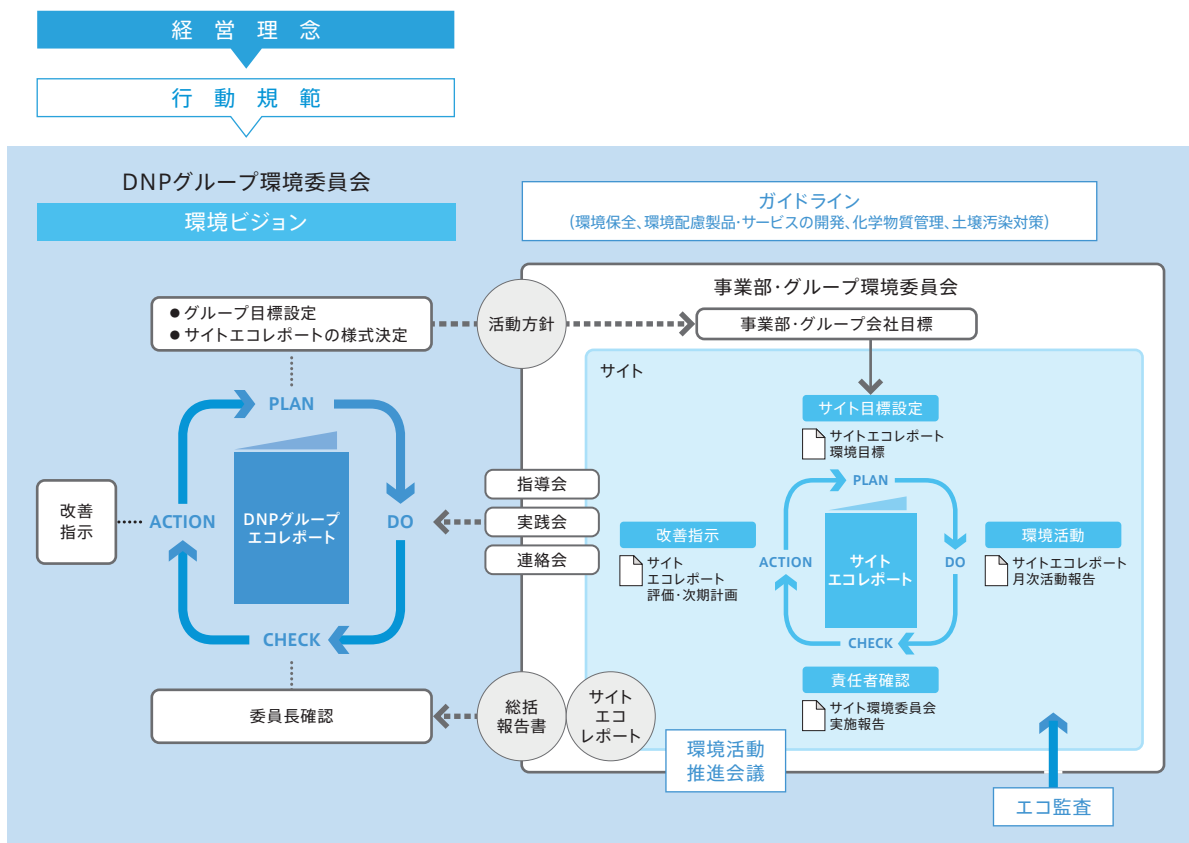 経営理念
行動規範
DNPグループ環境委員会
環境ビジョン
ガイドライン
(環境保全、環境配慮製品・サービスの開発、化学物質管理、土壌汚染対策)
● グループ目標設定
● サイトエコレポートの様式決定
活動方針
事業部・グループ環境委員会
事業部・グループ会社目標
PLAN
DO
CHECK
ACTION
DNPグループ
エコレポート
改善
指示
委員長確認
指導会
実践会
連絡会
サイト
サイト目標設定
サイトエコレポート
環境目標
PLAN
DO
CHECK
ACTION
サイト
エコレポート
環境活動
サイトエコレポート
月次活動報告
改善指示
サイト
エコレポート
評価・次期計画
責任者確認
サイト環境委員会
実施報告
総括
報告書
サイト
エコ
レポート
環境活動
推進会議
エコ監査